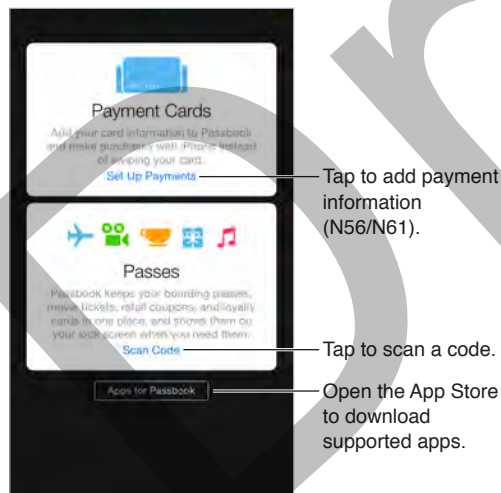 Payment Cards
Add your card information to Passbook
and make purchases with iPhone instead
of swiping your card.
Set Up Payments
Tap to add payment
information
(N56/N61).
Passes
Passbook keeps your boarding passes,
movie tickets, retail coupons, and loyalty
cards in one place, and shows them on
your lock screen when you need them.
Scan Code
Tap to scan a code.
Apps for Passbook
Open the App Store
to download
supported apps.